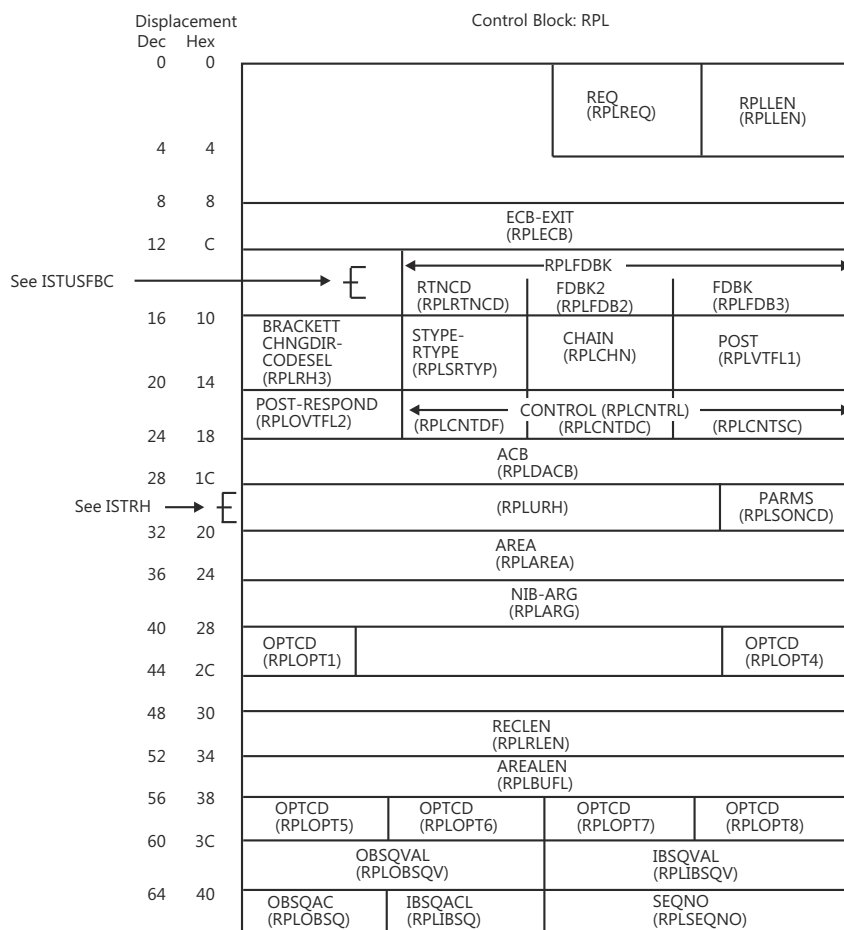 Displacement
Control Block: RPL
Dec Hex
0 0
REQ
(RPLREQ)
RPLLEN
(RPLLEN)
4 4
8 8
ECB-EXIT
(RPLECB)
12 C
See ISTUSFBC
RPLFDBK
RTNCD
(RPLRTNCD)
FDBK2
(RPLFDB2)
FDBK
(RPLFDB3)
16 10
BRACKETT
CHNGDIR-
CODESEL
(RPLRH3)
STYPE-
RTYPE
(RPLSRTYP)
CHAIN
(RPLCHN)
POST
(RPLVTFL1)
20 14
POST-RESPOND
(RPLOVTFL2)
CONTROL (RPLCNTRL)
(RPLCNTDF)
(RPLCNTDC)
(RPLCNTSC)
24 18
ACB
(RPLDACB)
28 1C
See ISTRH
(RPLURH)
PARMS
(RPLSONCD)
32 20
AREA
(RPLAREA)
36 24
NIB-ARG
(RPLARG)
40 28
OPTCD
(RPLOPT1)
OPTCD
(RPLOPT4)
44 2C
48 30
RECLEN
(RPLRLEN)
52 34
AREALEN
(RPLBUFL)
56 38
OPTCD
(RPLOPT5)
OPTCD
(RPLOPT6)
OPTCD
(RPLOPT7)
OPTCD
(RPLOPT8)
60 3C
OBSQVAL
(RPLOBSQV)
IBSQVAL
(RPLIBSQV)
64 40
OBSQAC
(RPLOBSQ)
IBSQACL
(RPLIBSQ)
SEQNO
(RPLSEQNO)